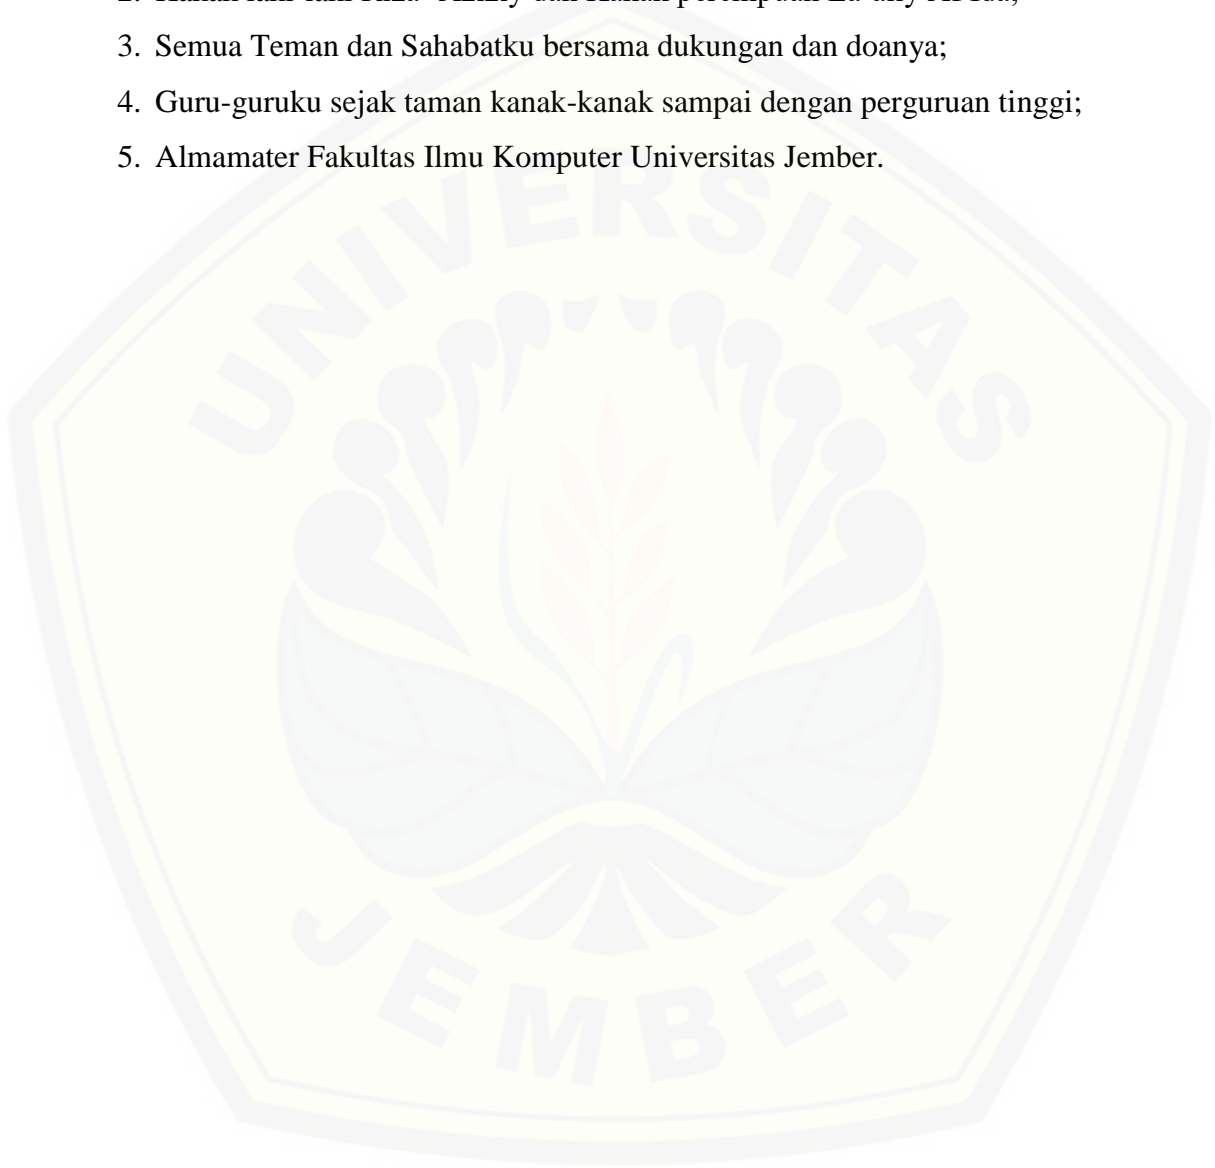 3. Semua Teman dan Sahabatku bersama dukungan dan doanya;
4. Guru-guruku sejak taman kanak-kanak sampai dengan perguruan tinggi;
5. Almamater Fakultas Ilmu Komputer Universitas Jember.
UNIVERSITAS
JEMBER